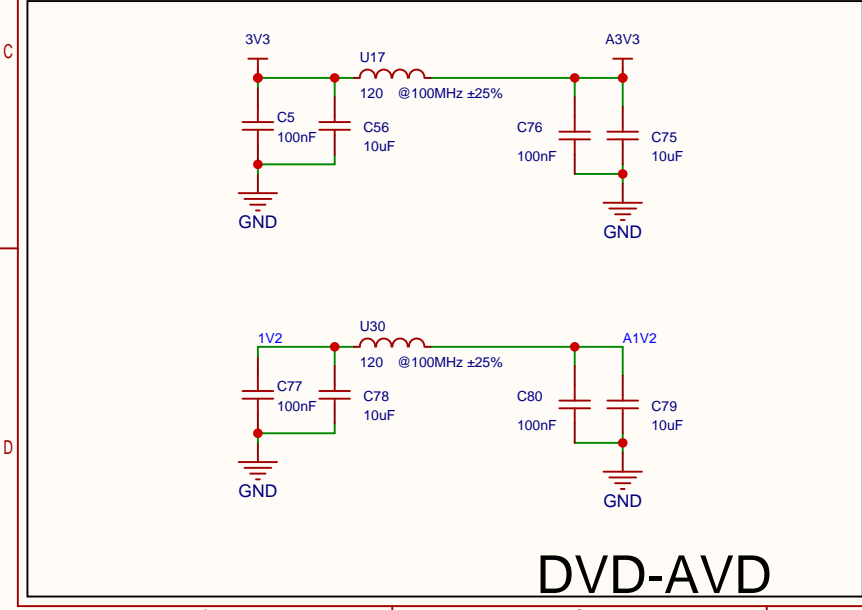 C
3V3
A3V3
U17
120 @100MHz ±25%
C5
100nF
C56
10uF
C76
100nF
C75
10uF
GND
GND
1V2
U30
A1V2
120 @100MHz ±25%
C77
100nF
C78
10uF
C80
100nF
C79
10uF
D
GND
GND
DVD-AVD